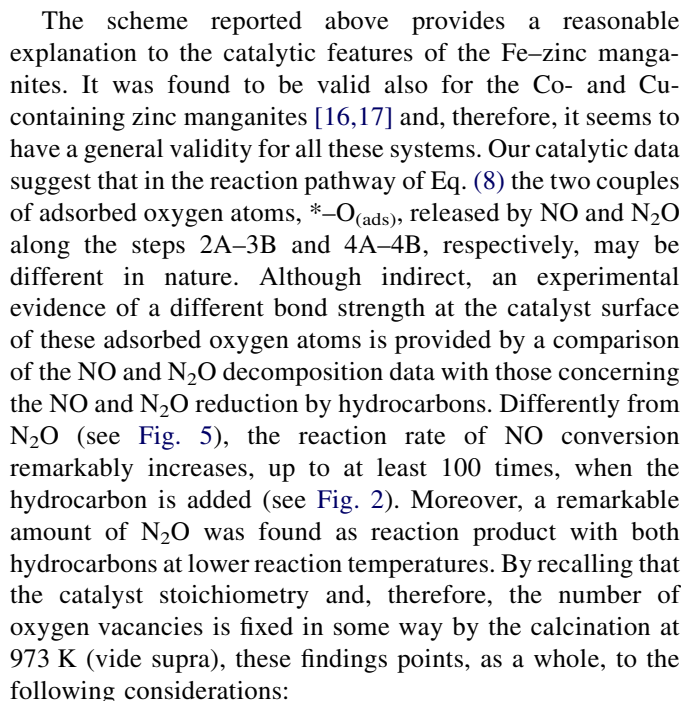 The scheme reported above provides a reasonable
explanation to the catalytic features of the Fe–zinc manga-
nites. It was found to be valid also for the Co- and Cu-
containing zinc manganites [16,17] and, therefore, it seems to
have a general validity for all these systems. Our catalytic data
suggest that in the reaction pathway of Eq. (8) the two couples
of adsorbed oxygen atoms, *–O(ads), released by NO and N2O
along the steps 2A–3B and 4A–4B, respectively, may be
different in nature. Although indirect, an experimental
evidence of a different bond strength at the catalyst surface
of these adsorbed oxygen atoms is provided by a comparison
of the NO and N2O decomposition data with those concerning
the NO and N2O reduction by hydrocarbons. Differently from
N2O (see Fig. 5), the reaction rate of NO conversion
remarkably increases, up to at least 100 times, when the
hydrocarbon is added (see Fig. 2). Moreover, a remarkable
amount of N2O was found as reaction product with both
hydrocarbons at lower reaction temperatures. By recalling that
the catalyst stoichiometry and, therefore, the number of
oxygen vacancies is fixed in some way by the calcination at
973 K (vide supra), these findings points, as a whole, to the
following considerations: